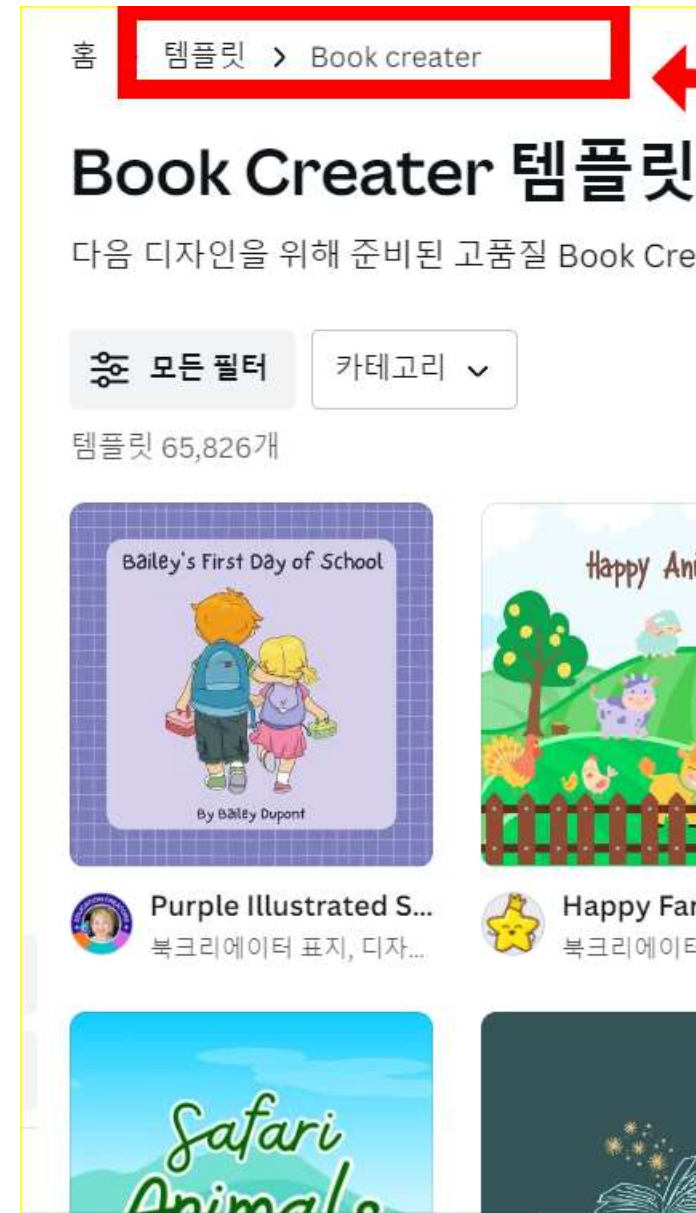 홈 템플릿 > Book creater
Book Creater 템플릿
다음 디자인을 위해 준비된 고품질 Book Cre
모든 필터 카테고리
템플릿 65,826개
Bailey's First Day of School
By Bailey Dupont
Happy Ani
Purple Illustrated S...
북크리에이터 표지, 디자...
Happy Far
북크리에이터
Safari
Animals